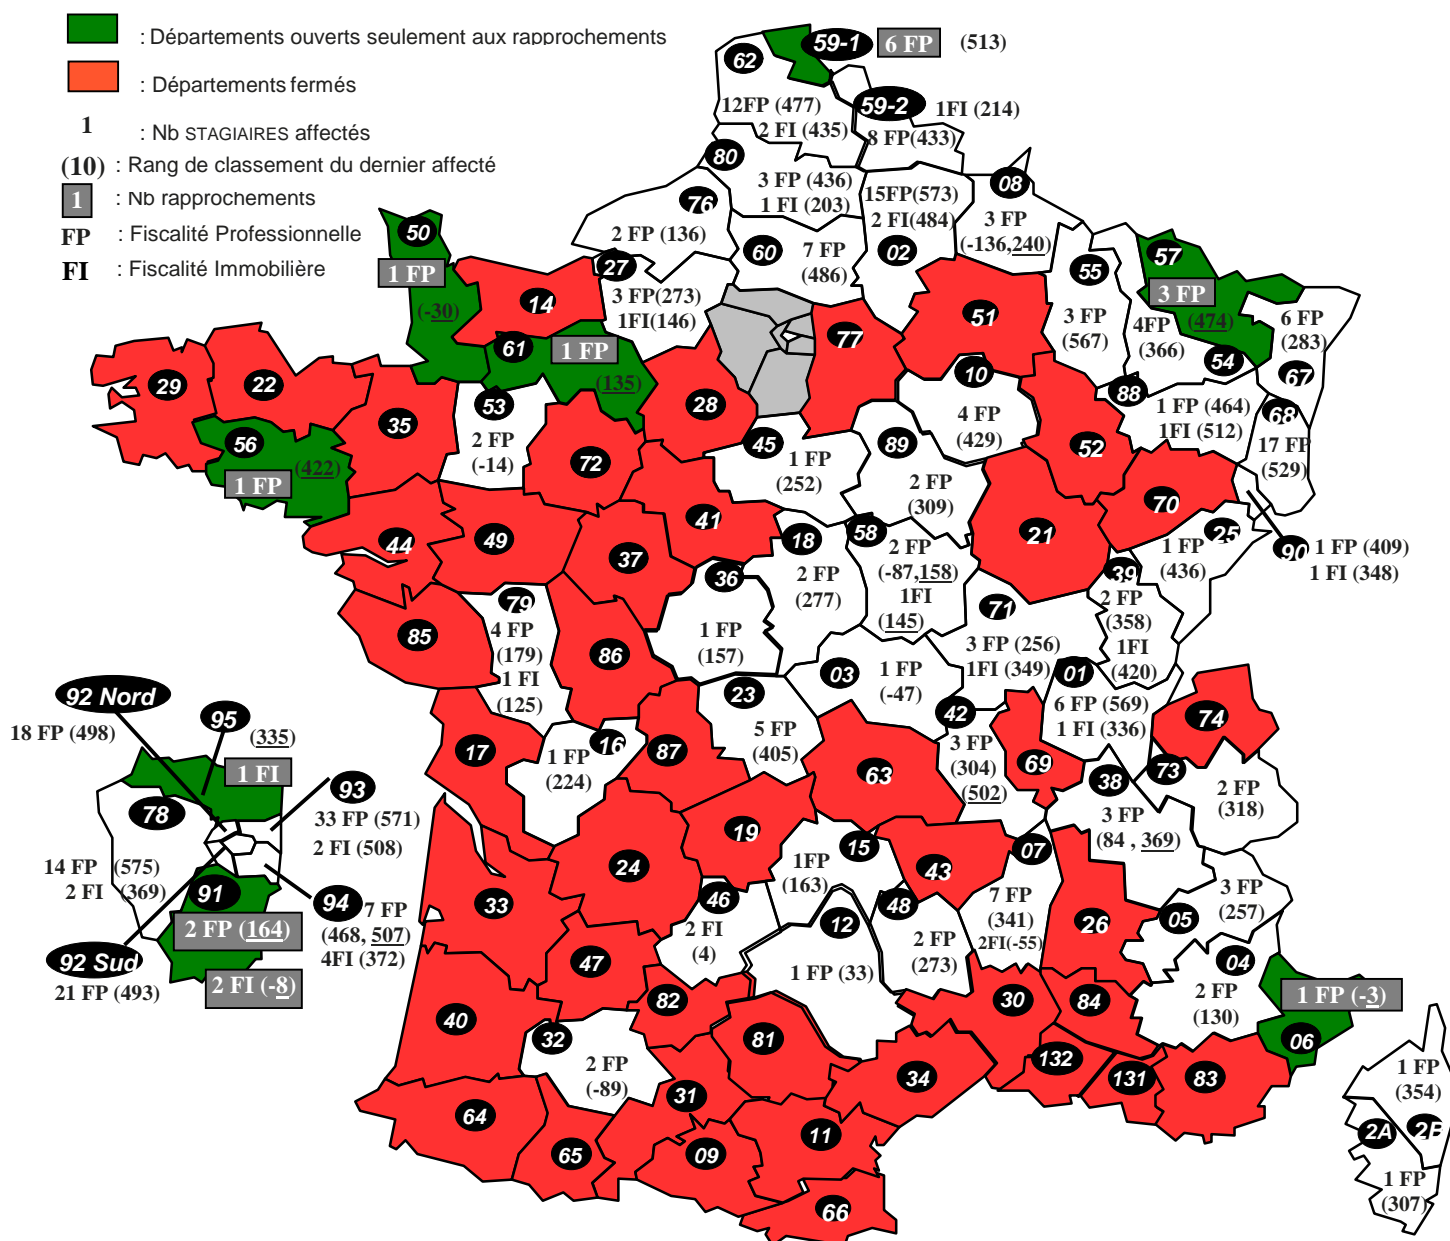 : Départements ouverts seulement aux rapprochements
: Départements fermés
1 : Nb STAGIAIRES affectés
(10) : Rang de classement du dernier affecté
1 : Nb rapprochements
FP : Fiscalité Professionnelle
FI : Fiscalité Immobilière
59-1 6 FP (513)
62
12FP (477)
2 FI (435)
59-2 1FI (214)
8 FP(433)
80
3 FP (436)
1 FI (203)
15FP(573)
2 FI(484)
02
08
3 FP
(-136,240)
76
2 FP (136)
60
7 FP
(486)
27
3 FP(273)
1FI(146)
50
1 FP
(-30)
14
61
1 FP
(135)
77
51
55
3 FP
(567)
57
3 FP
(474)
4FP
(366)
54
6 FP
(283)
67
29
22
35
56
(422)
1 FP
53
2 FP
(-14)
72
28
45
1 FP
(252)
89
2 FP
(309)
10
4 FP
(429)
52
88
1 FP (464)
1FI (512)
68
17 FP
(529)
70
25
1 FP
(436)
90
1 FP (409)
1 FI (348)
44
49
37
41
18
2 FP
(277)
58
2 FP
(-87,158)
1FI
(145)
21
39
2 FP
(358)
1FI
(420)
36
1 FP
(157)
71
3 FP (256)
1FI (349)
85
79
4 FP
(179)
1 FI
(125)
86
03
1 FP
(-47)
01
6 FP (569)
1 FI (336)
74
23
5 FP
(405)
42
3 FP
(304)
(502)
69
38
3 FP
(84 , 369)
73
2 FP
(318)
17
16
1 FP
(224)
87
63
92 Nord
18 FP (498)
95
(335)
1 FI
78
14 FP (575)
2 FI (369)
93
33 FP (571)
2 FI (508)
91
2 FP (164)
2 FI (-8)
94
7 FP
(468, 507)
4FI (372)
92 Sud
21 FP (493)
33
24
19
15
1FP
(163)
43
07
7 FP
(341)
2FI(-55)
26
05
3 FP
(257)
46
2 FI
(4)
12
1 FP (33)
48
2 FP
(273)
04
2 FP
(130)
1 FP (-3)
06
47
82
40
32
2 FP
(-89)
81
30
84
34
132
131
83
64
65
31
09
11
66
1 FP
(354)
2A
2B
1 FP
(307)